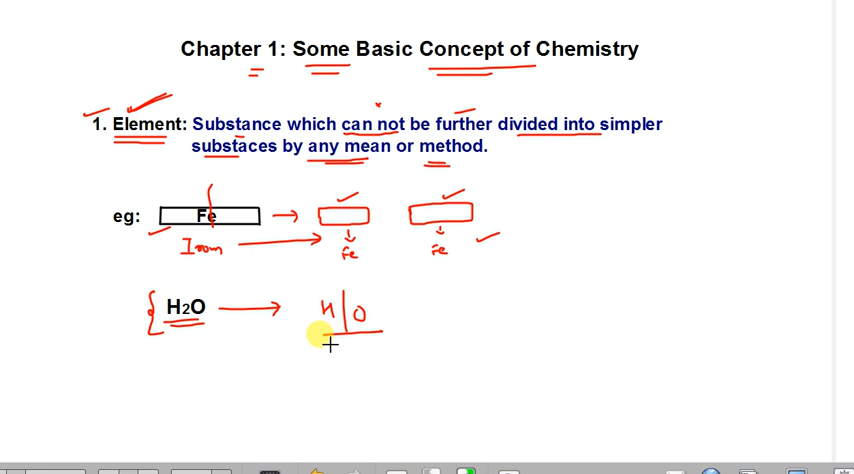 Chapter 1: Some Basic Concept of Chemistry
1. Element: Substance which can not be further divided into simpler
substaces by any mean or method.
eg: Fe
Iron Fe Fe
H2O H O